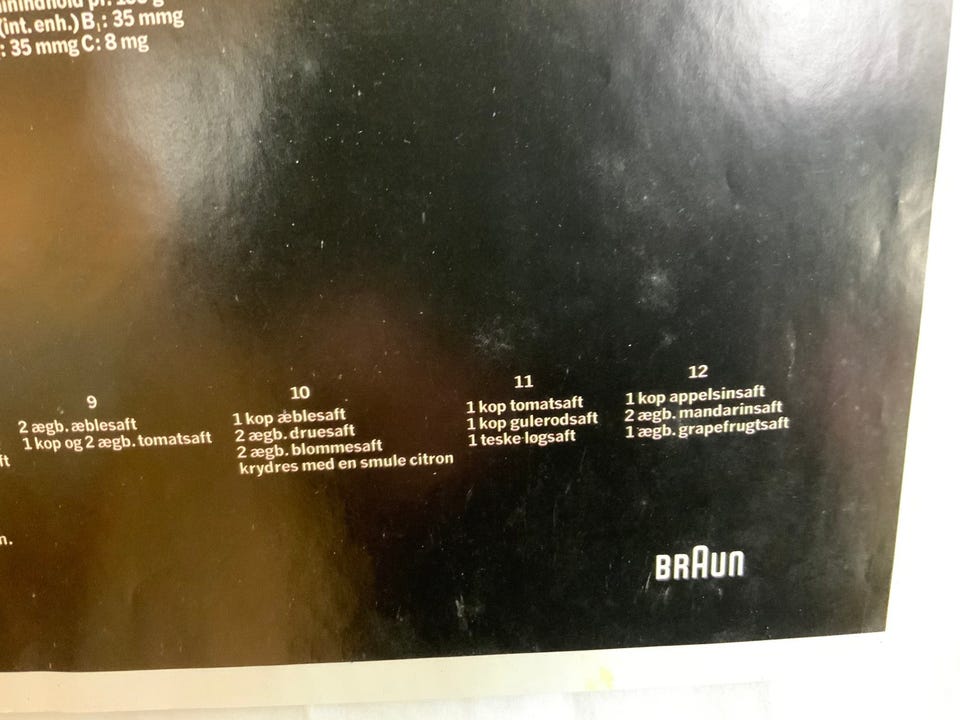 (int. enh.) B₁: 35 mmg
: 35 mmg C: 8 mg
9
2 ægb. æblesaft
1 kop og 2 ægb. tomatsaft
10
1 kop æblesaft
2 ægb. druesaft
2 ægb. blommesaft
krydres med en smule citron
11
1 kop tomatsaft
1 kop gulerodsaft
1 teske løgsaft
12
1 kop appelsinsaft
2 ægb. mandarinsaft
1 ægb. grapefrugtsaft
BRAUN